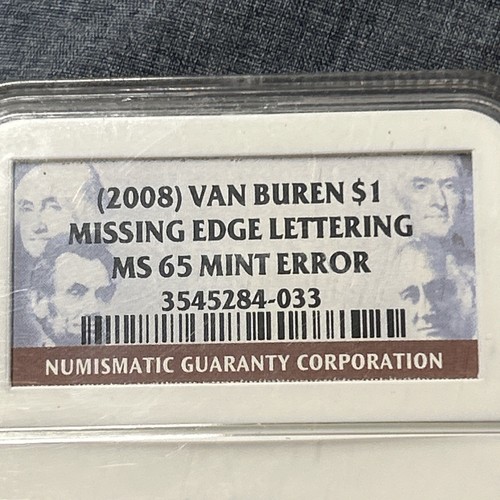 (2008) VAN BUREN $1
MISSING EDGE LETTERING
MS 65 MINT ERROR
3545284-033
NUMISMATIC GUARANTY CORPORATION